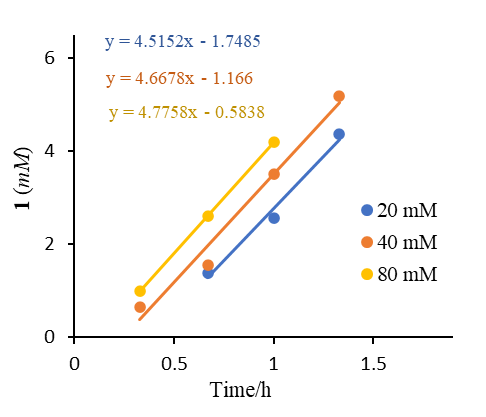 y = 4.5152x - 1.7485
y = 4.6678x - 1.166
y = 4.7758x - 0.5838
6
4
2
0
1 (mM)
20 mM
40 mM
80 mM
0 0.5 1 1.5
Time/h